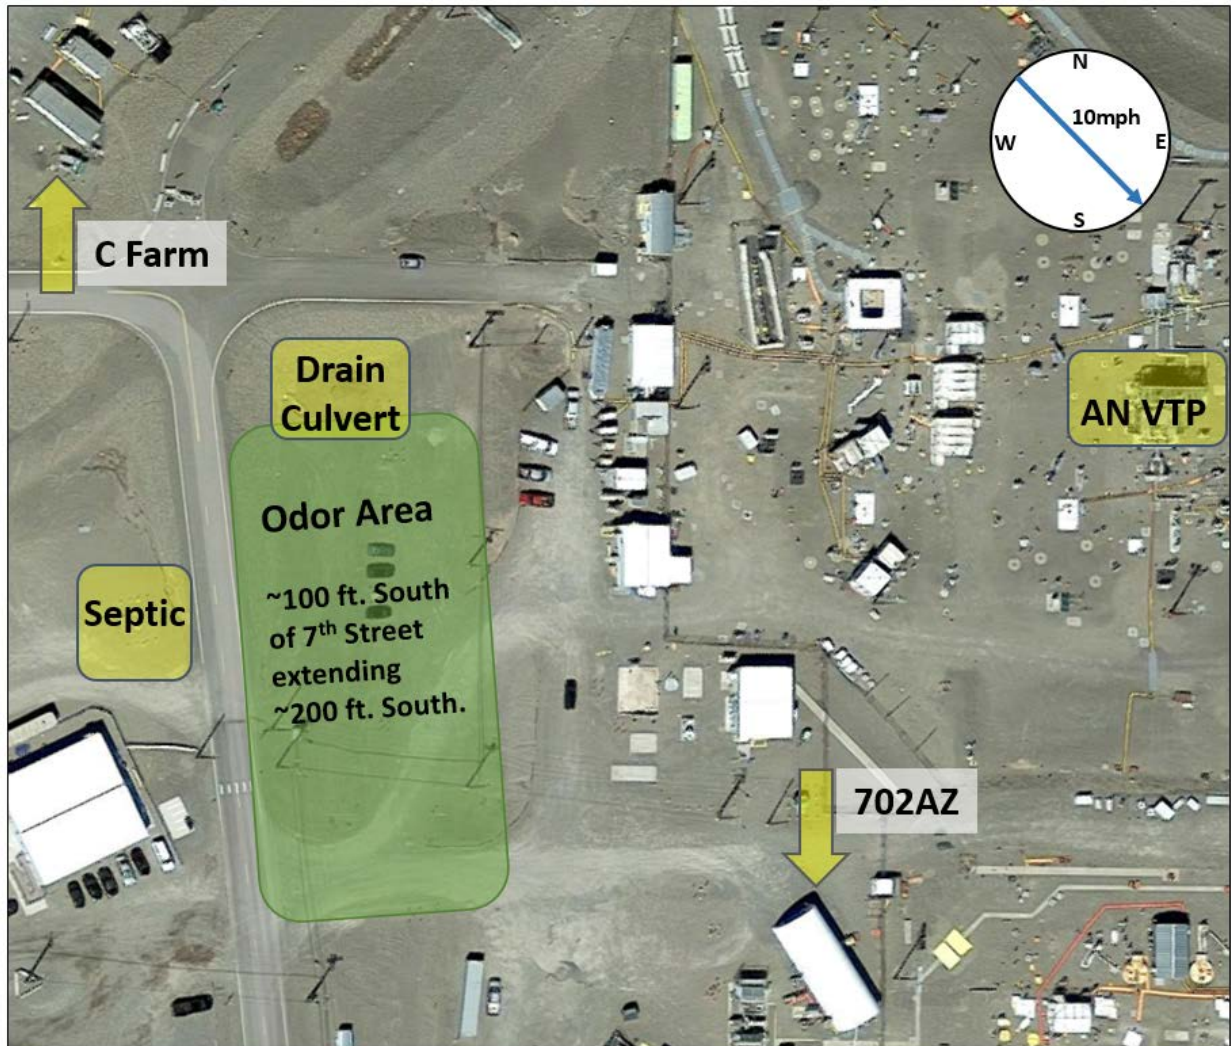 N
10mph
W
E
S
C Farm
Drain
Culvert
AN VTP
Odor Area
~100 ft. South
of 7th Street
extending
~200 ft. South.
Septic
702AZ